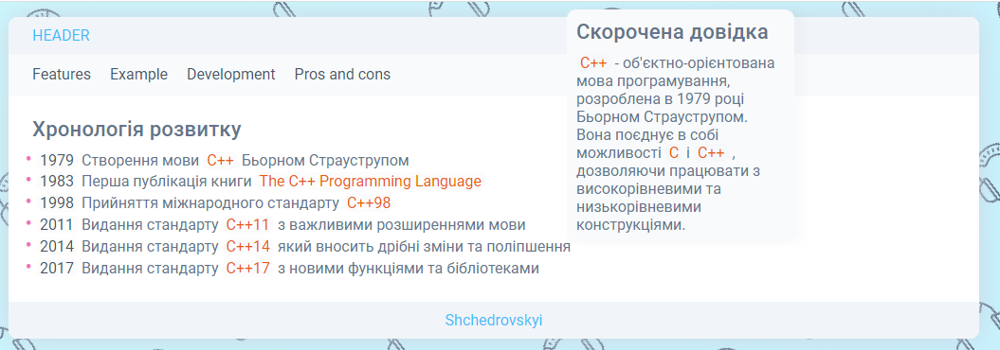 HEADER
Features Example Development Pros and cons
Хронологія розвитку
1979 Створення мови C++ Бьорном Страуструпом
1983 Перша публікація книги The C++ Programming Language
1998 Прийняття міжнародного стандарту C++98
2011 Видання стандарту C++11 з важливими розширеннями мови
2014 Видання стандарту C++14 який вносить дрібні зміни та поліпшення
2017 Видання стандарту C++17 з новими функціями та бібліотеками
Скорочена довідка
C++ - об'єктно-орієнтована
мова програмування,
розроблена в 1979 році
Бьорном Страуструпом.
Вона поєднує в собі
можливості C і C++ ,
дозволяючи працювати з
високорівневими та
низькорівневими
конструкціями.
Shchedrovskyi